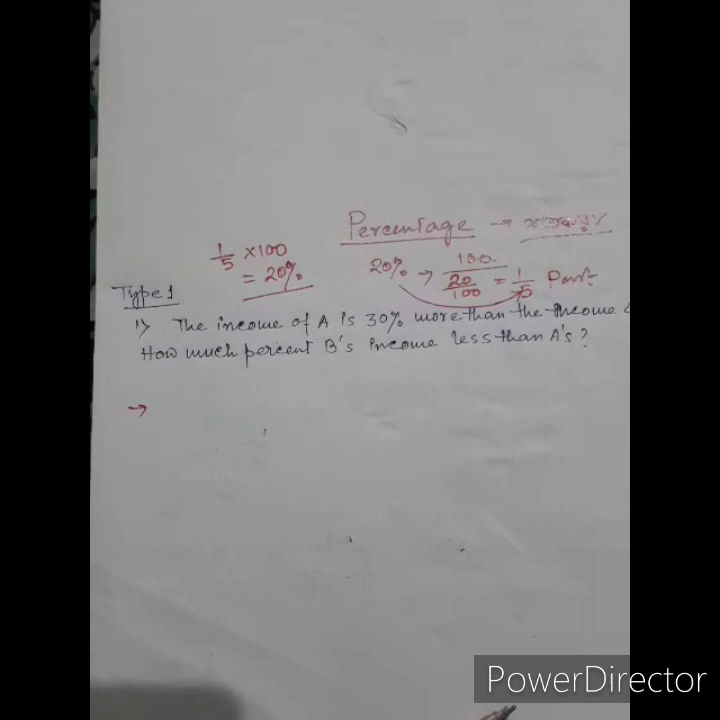 Percentage →
1/5 × 100
= 20%
20% → 100
20/100 = 1/5 Part
Type 1
1> The income of A is 30% more than the income
How much percent B's income less than A's?
→
PowerDirector